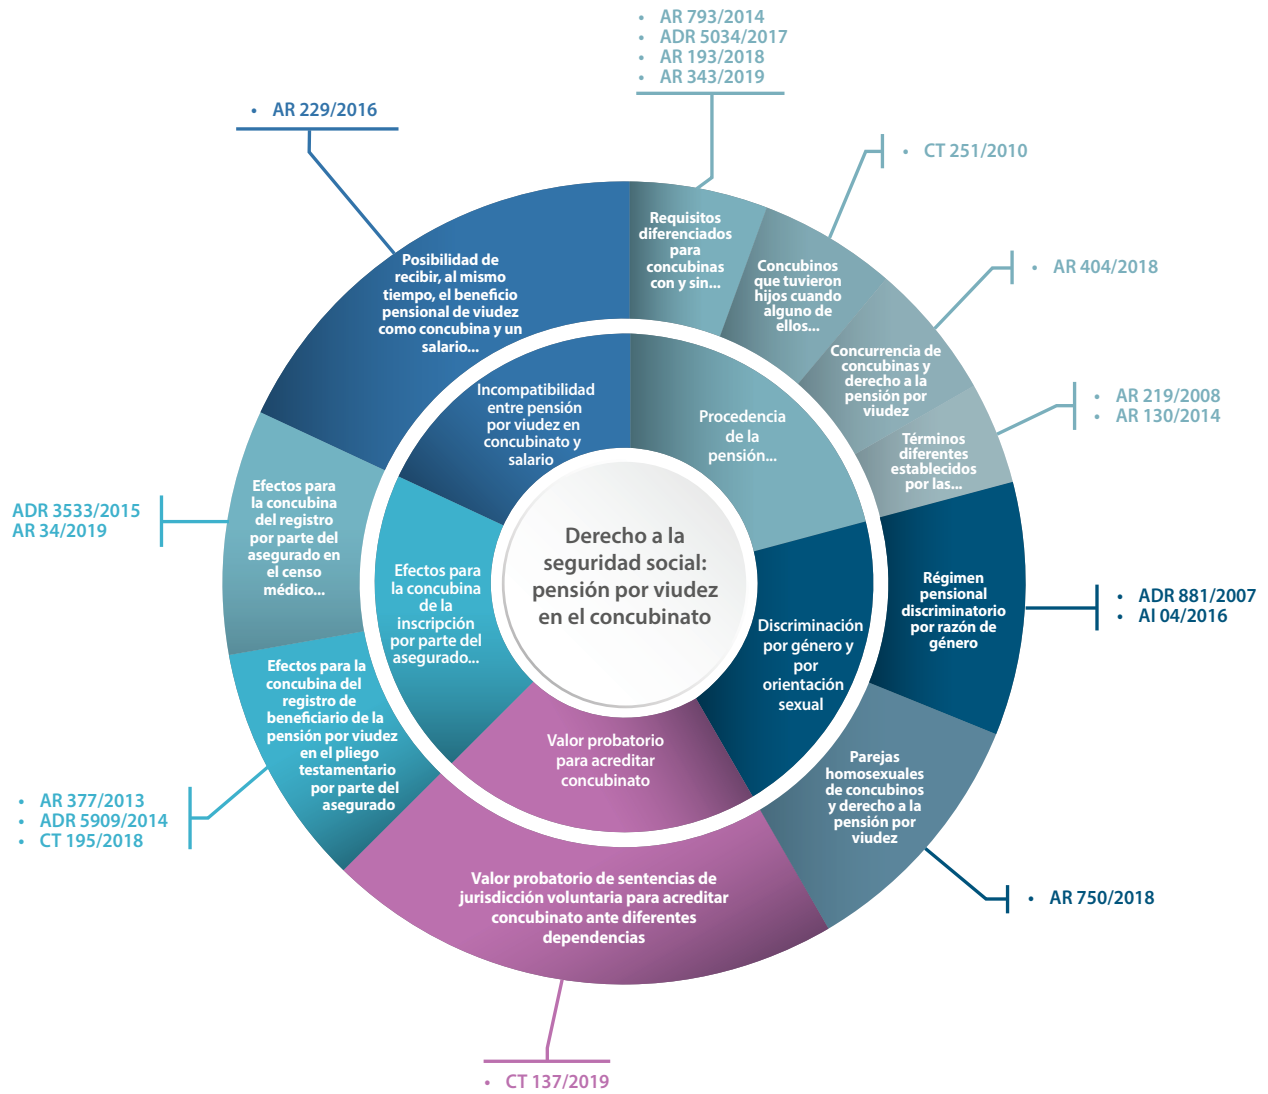 • AR 793/2014
• ADR 5034/2017
• AR 193/2018
• AR 343/2019
• AR 229/2016
• CT 251/2010
• AR 404/2018
• AR 219/2008
• AR 130/2014
ADR 3533/2015
AR 34/2019
• ADR 881/2007
• AI 04/2016
• AR 377/2013
• ADR 5909/2014
• CT 195/2018
• AR 750/2018
• CT 137/2019
Requisitos
diferenciados
para
concubinas
con y sin...
Concubinos
que tuvieron
hijos cuando
alguno de
ellos...
Concurrencia de
concubinas y
derecho a la
pensión por
viudez
Términos
diferentes
establecidos
por las...
Régimen
pensional
discriminatorio
por razón de
género
Parejas
homosexuales
de concubinos
y derecho a la
pensión por
viudez
Valor probatorio de sentencias de
jurisdicción voluntaria para acreditar
concubinato ante diferentes
dependencias
Efectos para la
concubina del
registro de
beneficiario de la
pensión por viudez
en el pliego
testamentario
por parte del
asegurado
Efectos para
la concubina
del registro
por parte del
asegurado en
el censo
médico...
Posibilidad de
recibir, al mismo
tiempo, el beneficio
pensional de viudez
como concubina y un
salario...
Incompatibilidad
entre pensión
por viudez en
concubinato y
salario
Procedencia
de la
pensión...
Discriminación
por género y
por
orientación
sexual
Valor probatorio
para acreditar
concubinato
Efectos para
la concubina
de la
inscripción
por parte del
asegurado...
Derecho a la
seguridad social:
pensión por viudez
en el concubinato